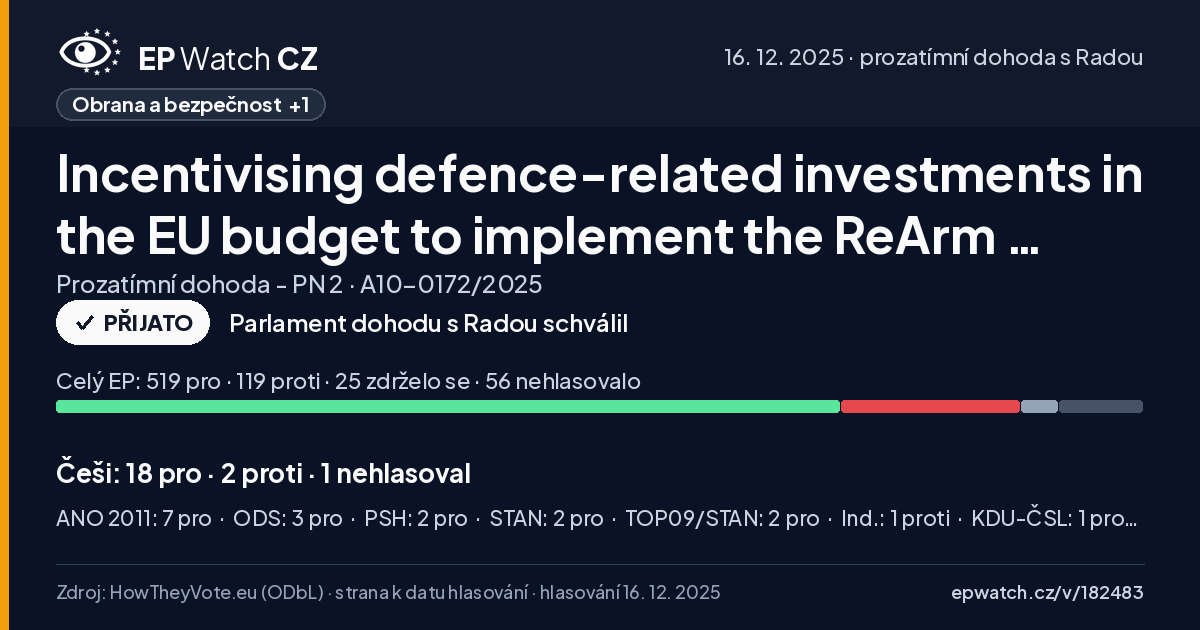 EP Watch CZ
16. 12. 2025 · prozatímní dohoda s Radou
Obrana a bezpečnost +1
Incentivising defence-related investments in
the EU budget to implement the ReArm …
Prozatímní dohoda - PN 2 · A10-0172/2025
✓ PŘIJATO Parlament dohodu s Radou schválil
Celý EP: 519 pro · 119 proti · 25 zdrželo se · 56 nehlasovalo
Češi: 18 pro · 2 proti · 1 nehlasoval
ANO 2011: 7 pro · ODS: 3 pro · PSH: 2 pro · STAN: 2 pro · TOP09/STAN: 2 pro · Ind.: 1 proti · KDU-ČSL: 1 pro…
Zdroj: HowTheyVote.eu (ODbL) · strana k datu hlasování · hlasování 16. 12. 2025
epwatch.cz/v/182483